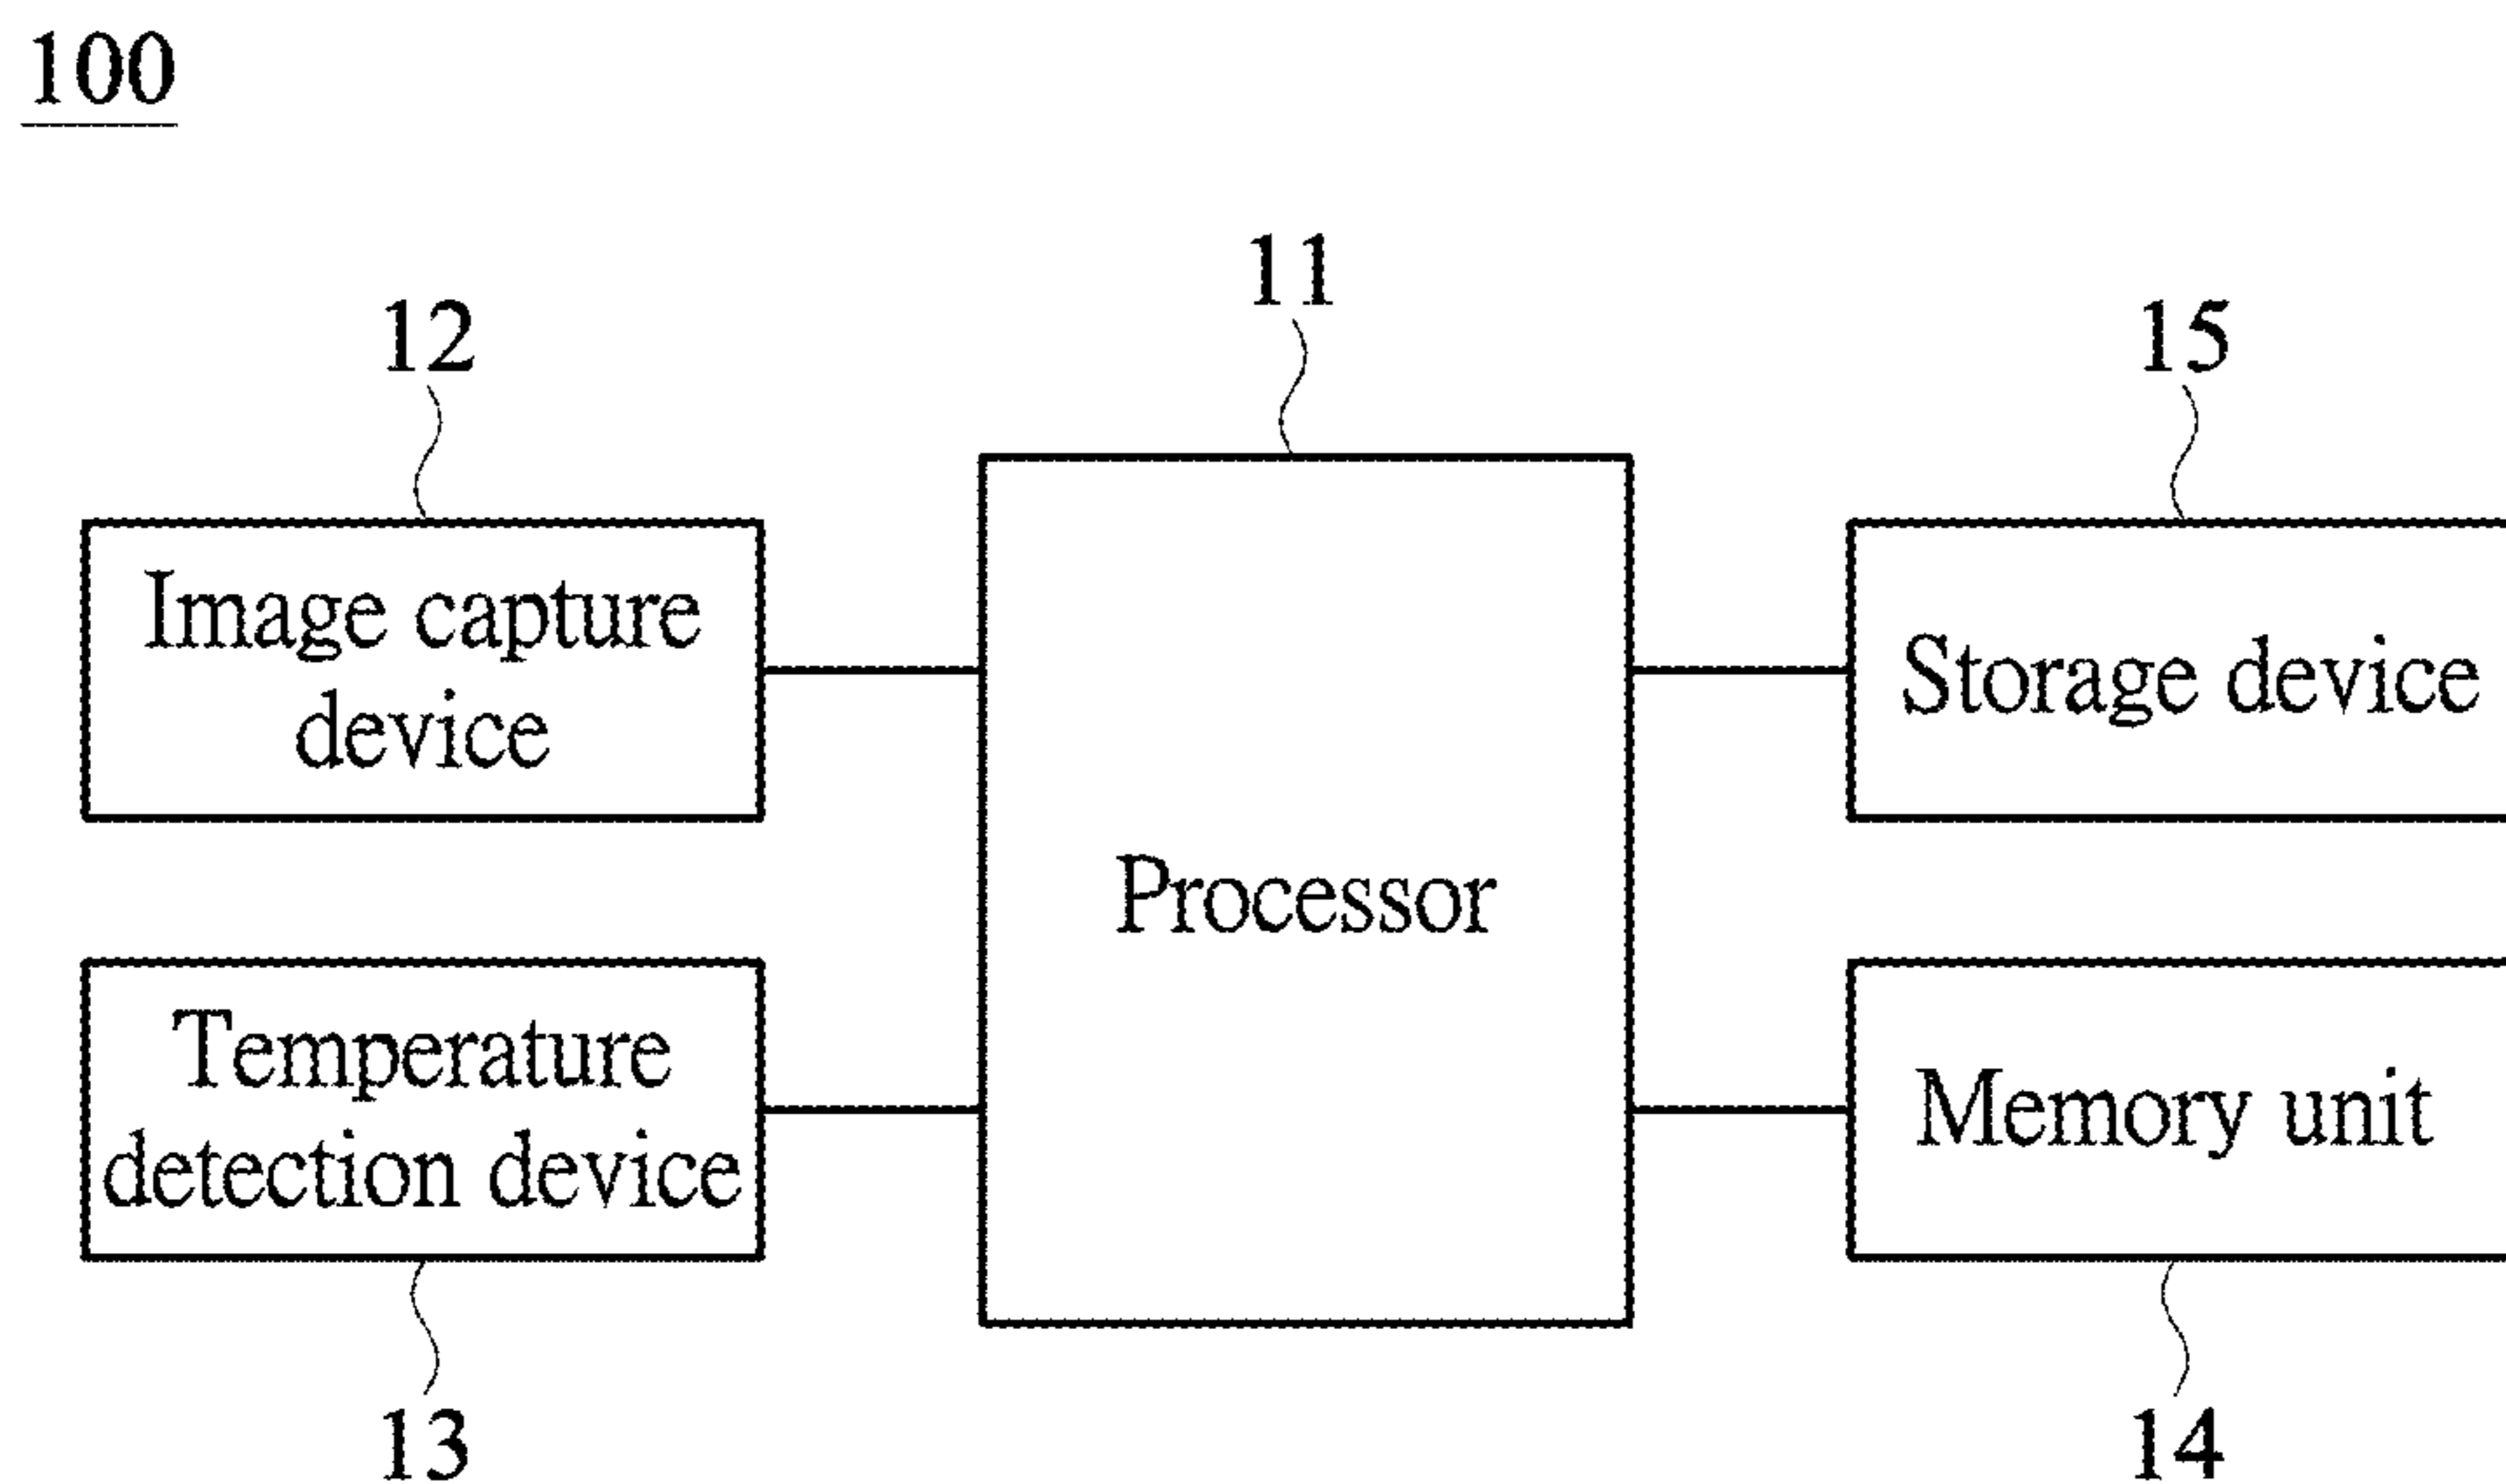 100
11
12
15
Image capture
device
Storage device
Processor
Temperature
detection device
Memory unit
13
14